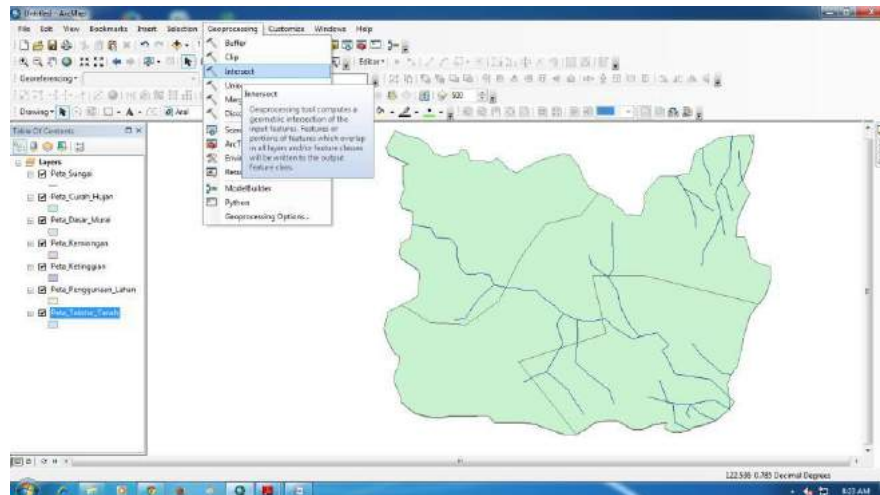 Untitled - ArcMap
File Edit View Bookmarks Insert Selection Geoprocessing Customize Windows Help
Buffer
Clip
Intersect
Editor
Georeferencing
Intersect
Geoprocessing tool computes a
geometric intersection of the
input features. Features or
portions of features which overlap
in all layers and/or feature classes
will be written to the output
Feature class.
500
Drawing
Arial
ModelBuilder
Python
Geoprocessing Options...
Table Of Contents
Layers
Peta_Sungai
Peta_Curah_Hujan
Peta_Dasar_Murai
Peta_Kemiringan
Peta_Ketinggian
Peta_Penggunaan_Lahan
Peta_Tekstur_Tanah
122.536 0.785 Decimal Degrees